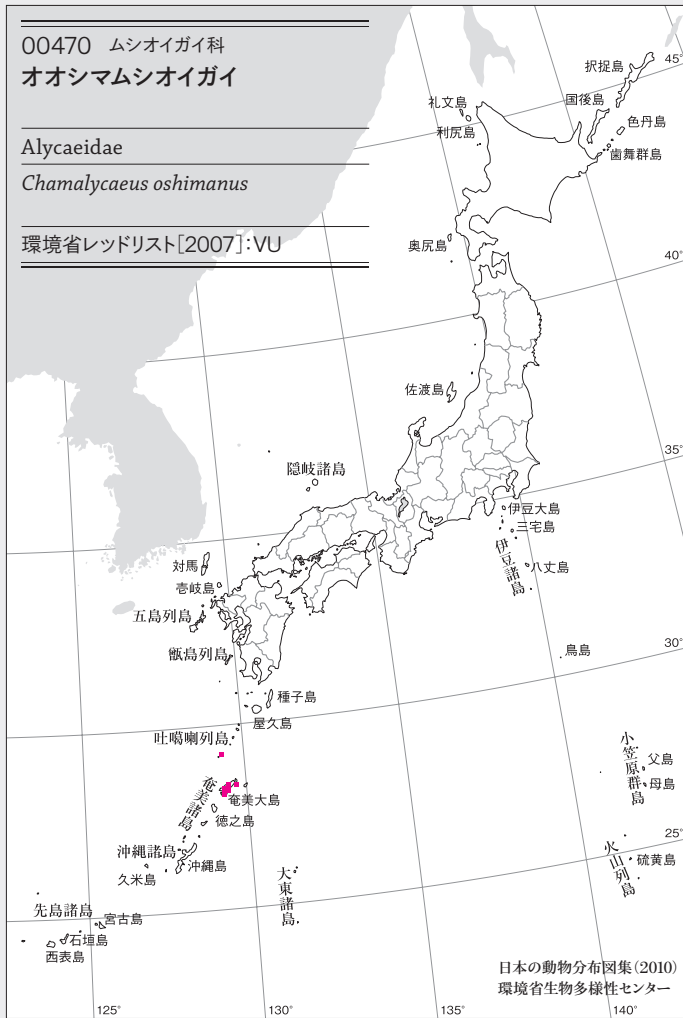 00470 ムシオイガイ科
オオシマムシオイガイ
Alycaeidae
Chamalycaeus oshimanus
環境省レッドリスト[2007]:VU
45°
択捉島
国後島
礼文島
色丹島
利尻島
歯舞群島
奥尻島
40°
佐渡島
35°
隠岐諸島
伊豆大島
三宅島
伊豆諸島
八丈島
対馬
壱岐島
五島列島
甑島列島
鳥島
30°
種子島
屋久島
吐噶喇列島
小笠原群島
父島
母島
奄美諸島
奄美大島
徳之島
25°
沖縄諸島
沖縄島
久米島
火山列島
硫黄島
大東諸島
先島諸島
宮古島
石垣島
西表島
日本の動物分布図集(2010)
環境省生物多様性センター
125°
130°
135°
140°